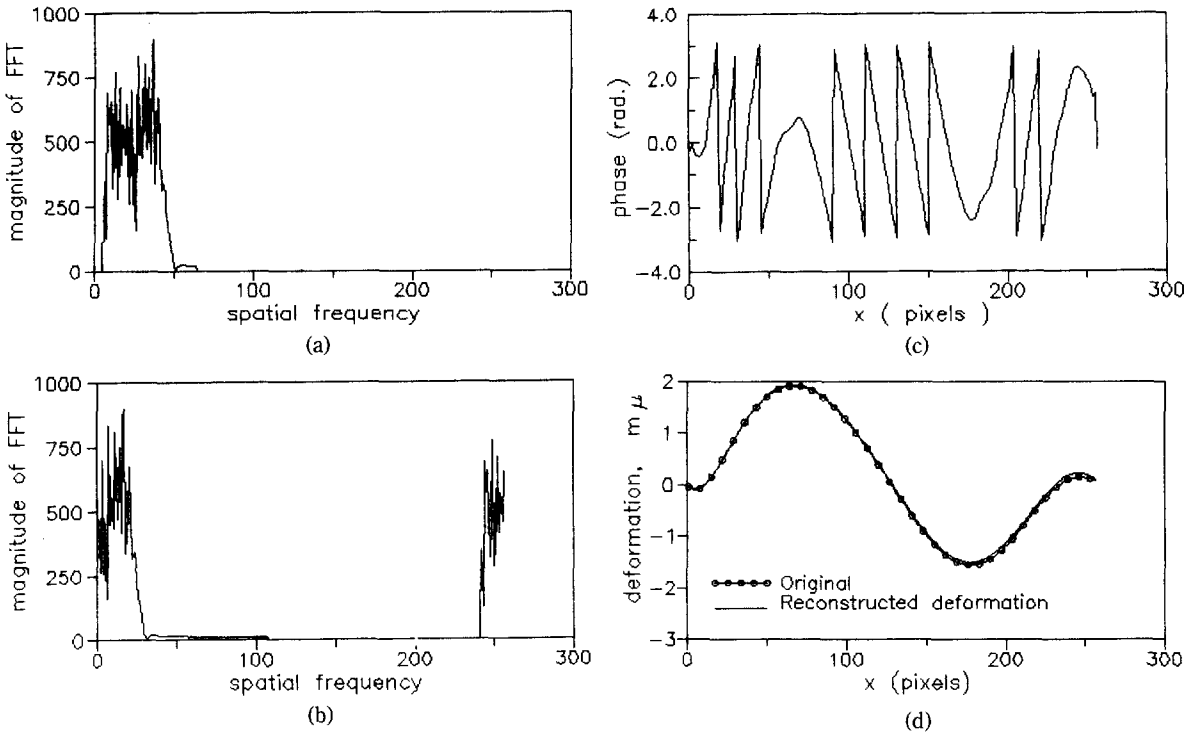 1000
750
500
250
0
magnitude of FFT
0
100
200
300
spatial frequency
(a)
4.0
2.0
0.0
−2.0
−4.0
phase (rad.)
0
100
200
300
x ( pixels )
(c)
1000
750
500
250
0
magnitude of FFT
0
100
200
300
spatial frequency
(b)
2
1
0
−1
−2
−3
deformation, m μ
Original
Reconstructed deformation
0
100
200
300
x (pixels)
(d)